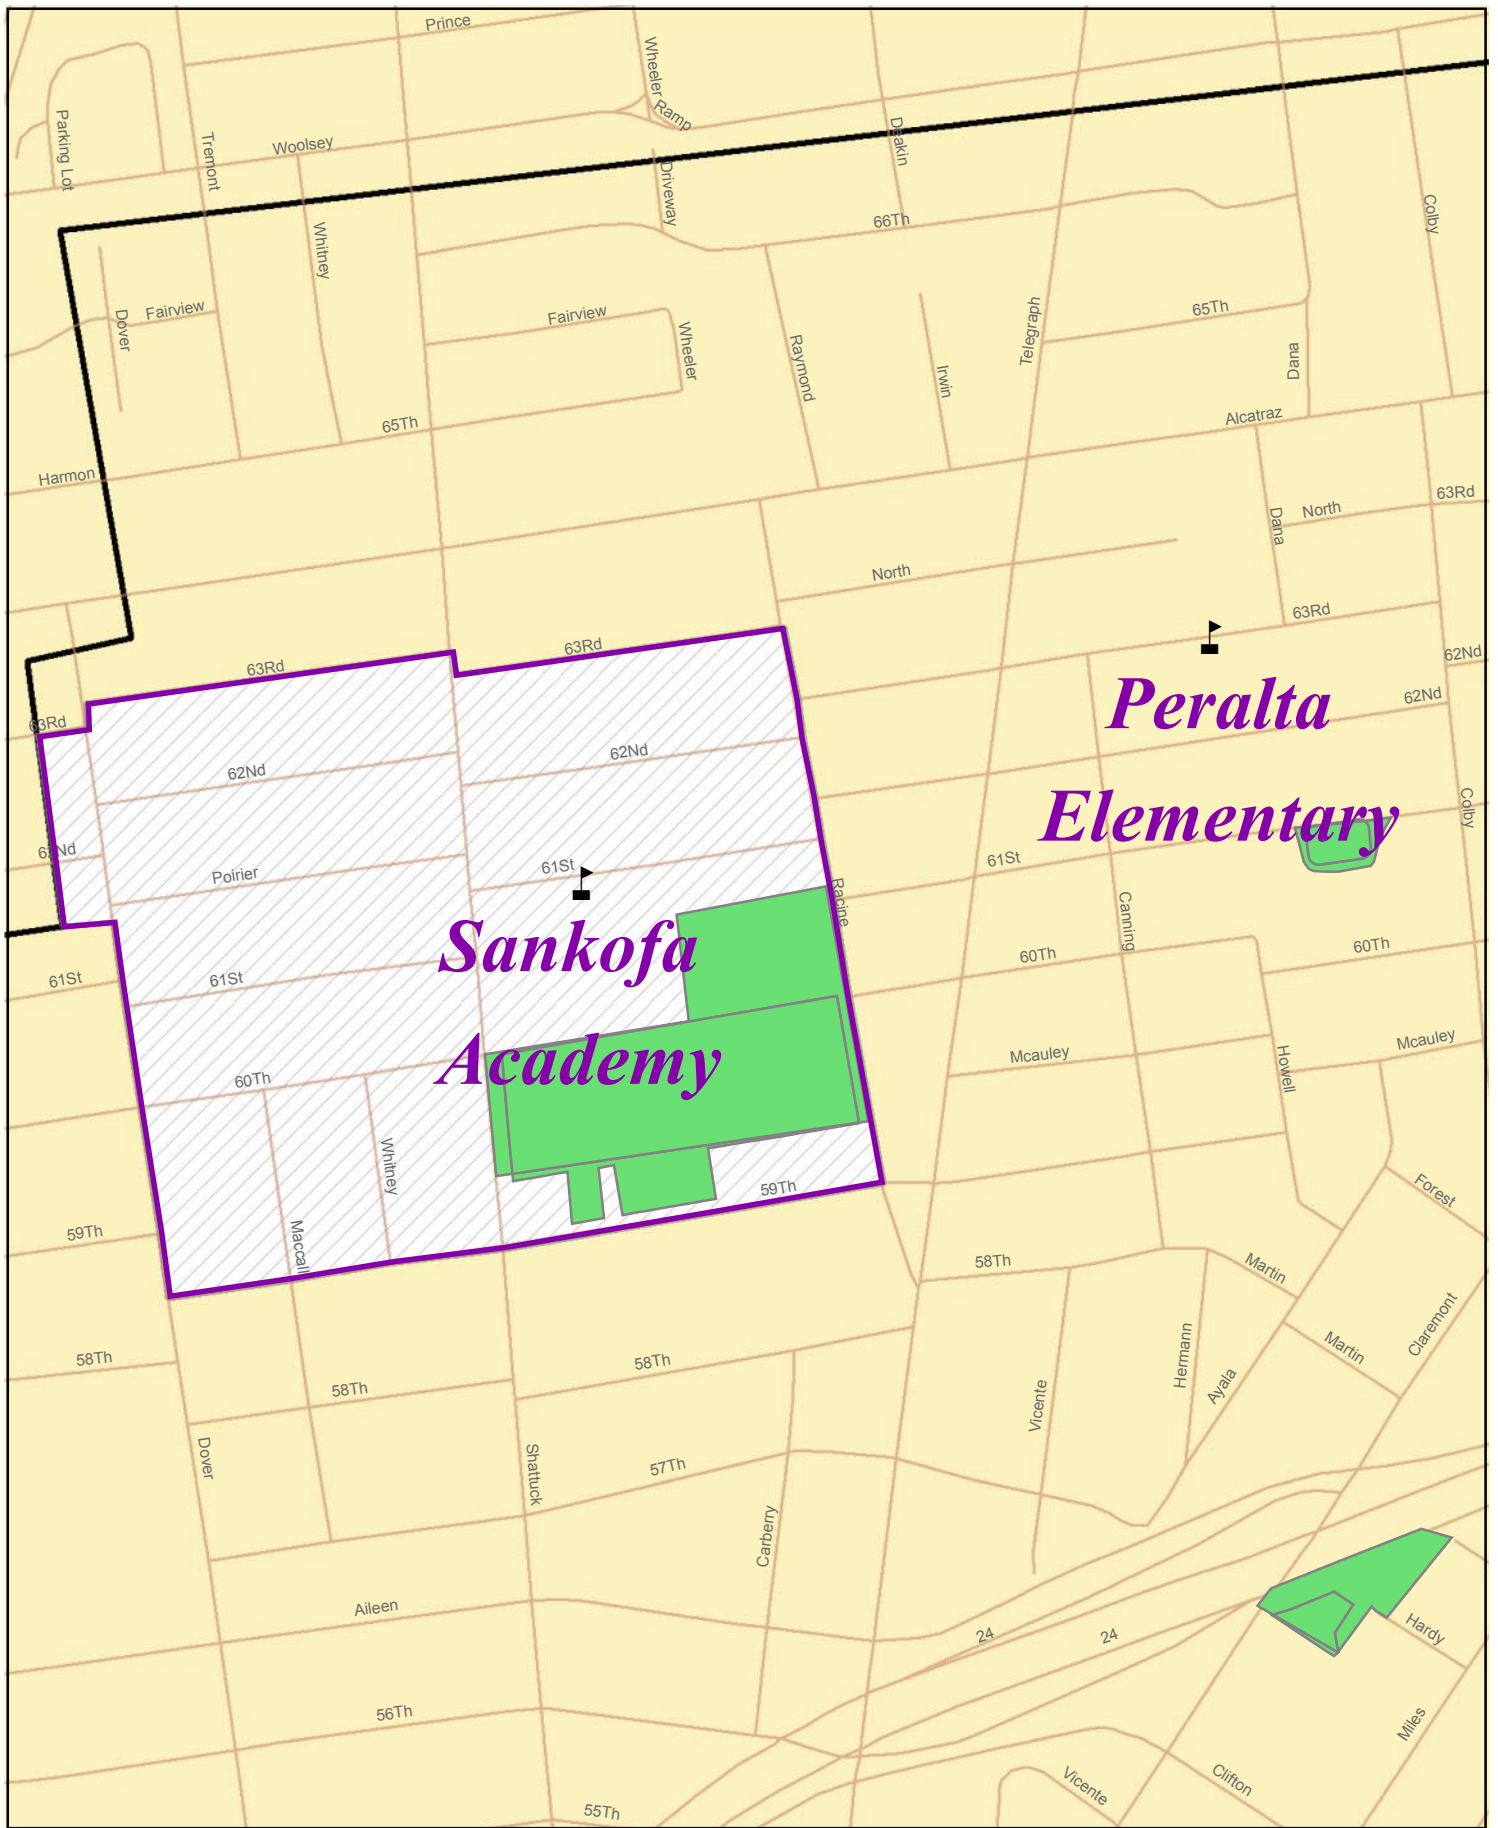 Prince
Wheeler
Ramp
Parking Lot
Tremont
Woolsey
Deakin
Driveway
Colby
Whitney
66Th
Dover
Fairview
Fairview
Wheeler
Raymond
Telegraph
65Th
Irwin
Dana
Alcatraz
65Th
Harmon
63Rd
North
Dana
North
63Rd
63Rd
63Rd
62Nd
63Rd
62Nd
Peralta
62Nd
62Nd
Elementary
Colby
62Nd
61St
61St
Poirier
Racine
Canning
Sankofa
60Th
60Th
61St
61St
Academy
Mcauley
Mcauley
Howell
60Th
Whitney
59Th
Forest
59Th
Maccall
58Th
Martin
Claremont
Martin
Hermann
Ayala
58Th
58Th
58Th
Vicente
Dover
Shattuck
57Th
Carberry
Aileen
24
24
Hardy
56Th
Miles
Vicente
Clifton
55Th